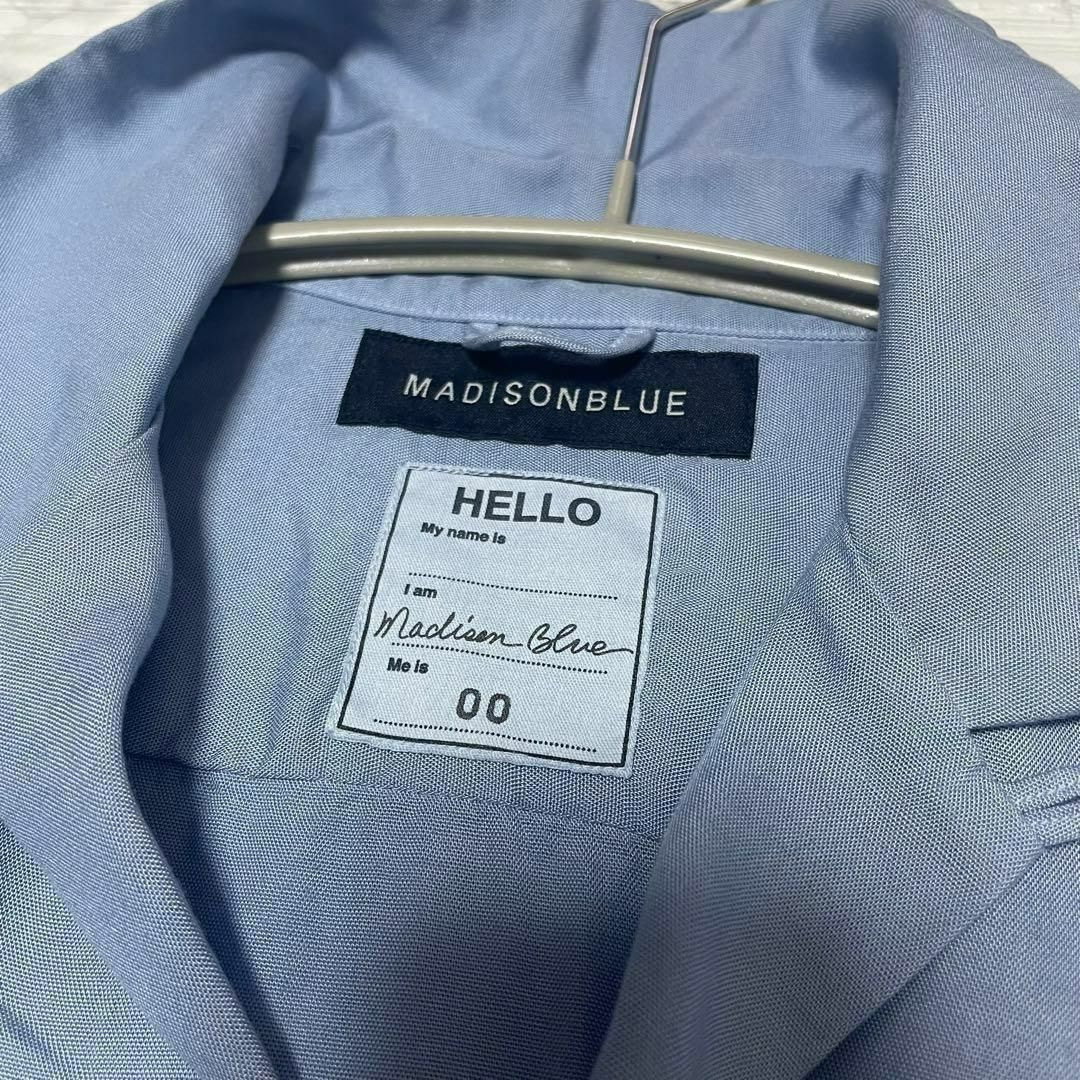 MADISONBLUE
HELLO
My name is
I am
Madison Blue
Me is
00